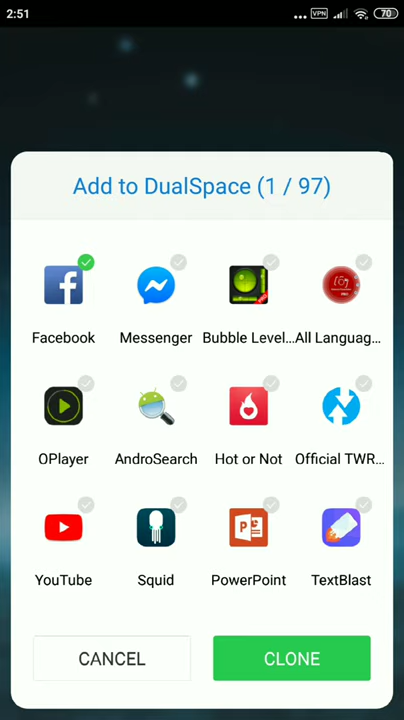 2:51
VPN
70
Add to DualSpace (1 / 97)
Facebook
Messenger
Bubble Level...
All Languag...
OPlayer
AndroSearch
Hot or Not
Official TWR...
YouTube
Squid
PowerPoint
TextBlast
CANCEL
CLONE